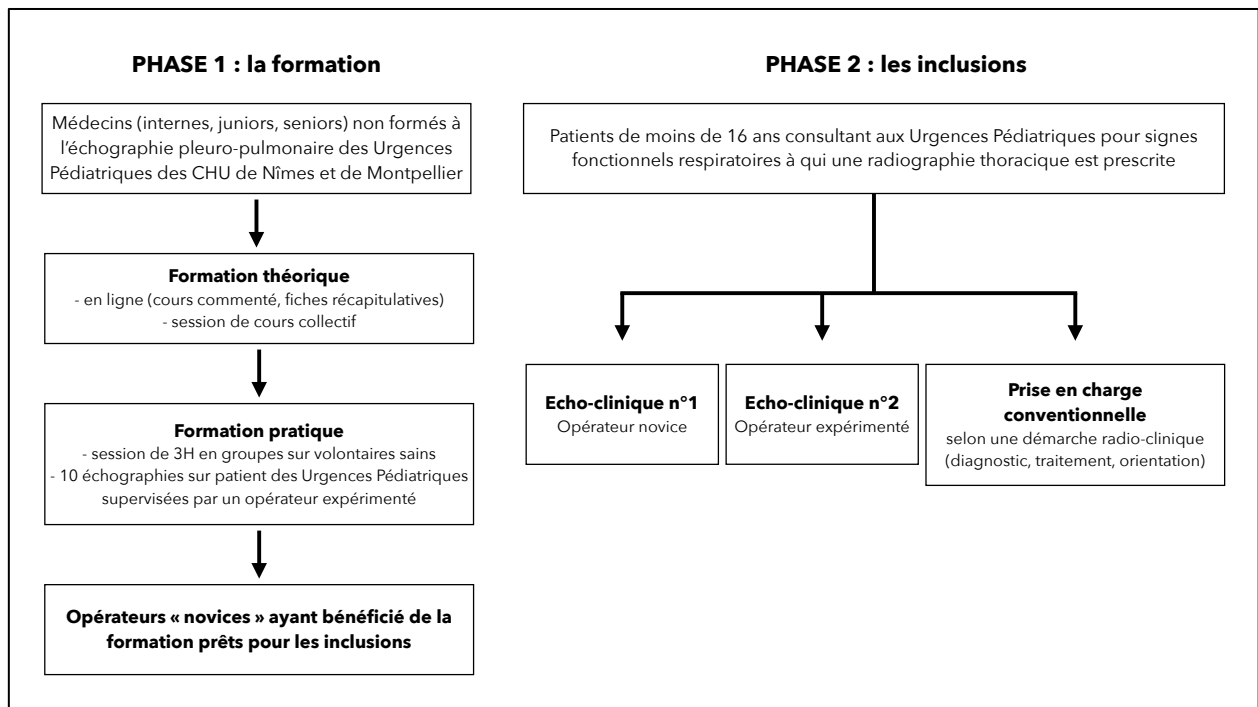 PHASE 1 : la formation
Médecins (internes, juniors, seniors) non formés à
l'échographie pleuro-pulmonaire des Urgences
Pédiatriques des CHU de Nîmes et de Montpellier
Formation théorique
- en ligne (cours commenté, fiches récapitulatives)
- session de cours collectif
Formation pratique
- session de 3H en groupes sur volontaires sains
- 10 échographies sur patient des Urgences Pédiatriques
supervisées par un opérateur expérimenté
Opérateurs « novices » ayant bénéficié de la
formation prêts pour les inclusions
PHASE 2 : les inclusions
Patients de moins de 16 ans consultant aux Urgences Pédiatriques pour signes
fonctionnels respiratoires à qui une radiographie thoracique est prescrite
Echo-clinique n°1
Opérateur novice
Echo-clinique n°2
Opérateur expérimenté
Prise en charge
conventionnelle
selon une démarche radio-clinique
(diagnostic, traitement, orientation)